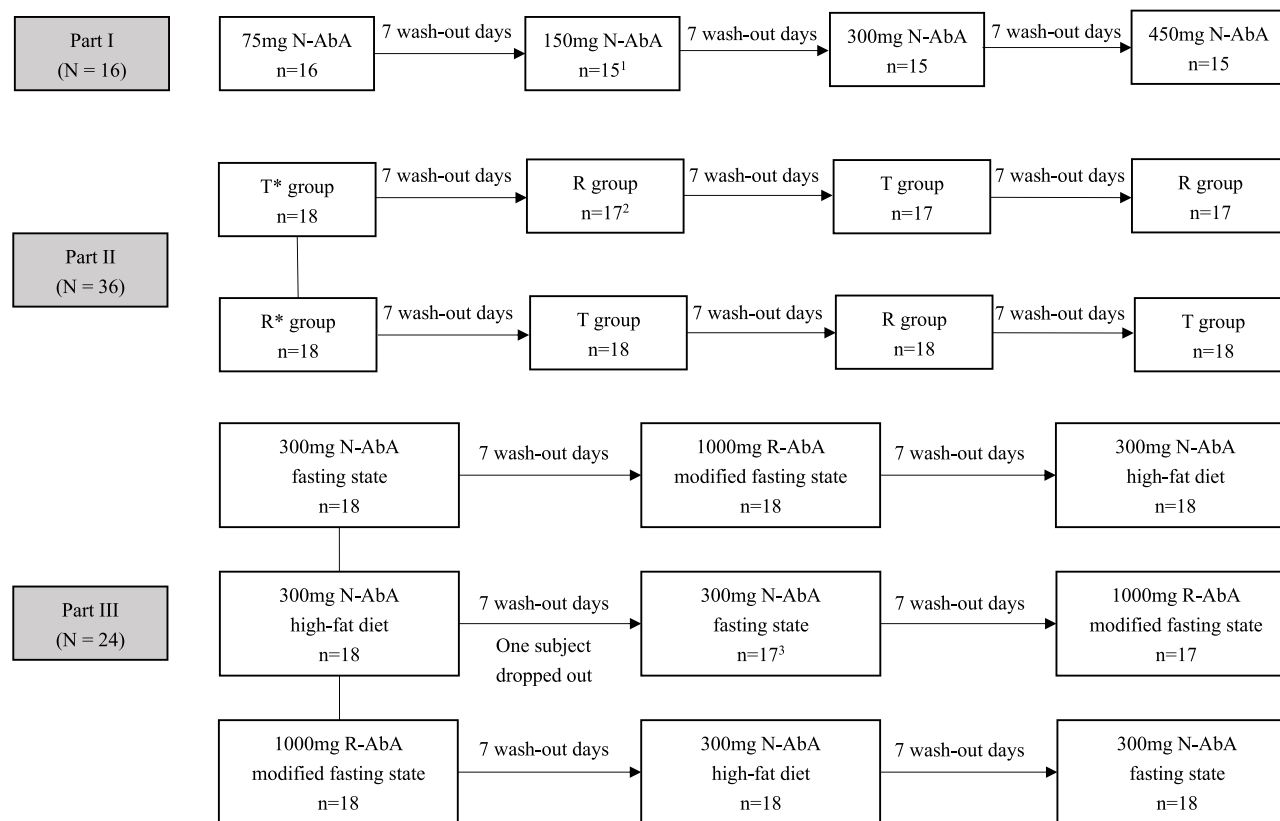 Part I
(N = 16)
75mg N-AbA
n=16
7 wash-out days
150mg N-AbA
n=15¹
7 wash-out days
300mg N-AbA
n=15
7 wash-out days
450mg N-AbA
n=15
Part II
(N = 36)
T* group
n=18
7 wash-out days
R group
n=17²
7 wash-out days
T group
n=17
7 wash-out days
R group
n=17
R* group
n=18
7 wash-out days
T group
n=18
7 wash-out days
R group
n=18
7 wash-out days
T group
n=18
Part III
(N = 24)
300mg N-AbA
fasting state
n=18
7 wash-out days
1000mg R-AbA
modified fasting state
n=18
7 wash-out days
300mg N-AbA
high-fat diet
n=18
300mg N-AbA
high-fat diet
n=18
7 wash-out days
One subject
dropped out
300mg N-AbA
fasting state
n=17³
7 wash-out days
1000mg R-AbA
modified fasting state
n=17
1000mg R-AbA
modified fasting state
n=18
7 wash-out days
300mg N-AbA
high-fat diet
n=18
7 wash-out days
300mg N-AbA
fasting state
n=18